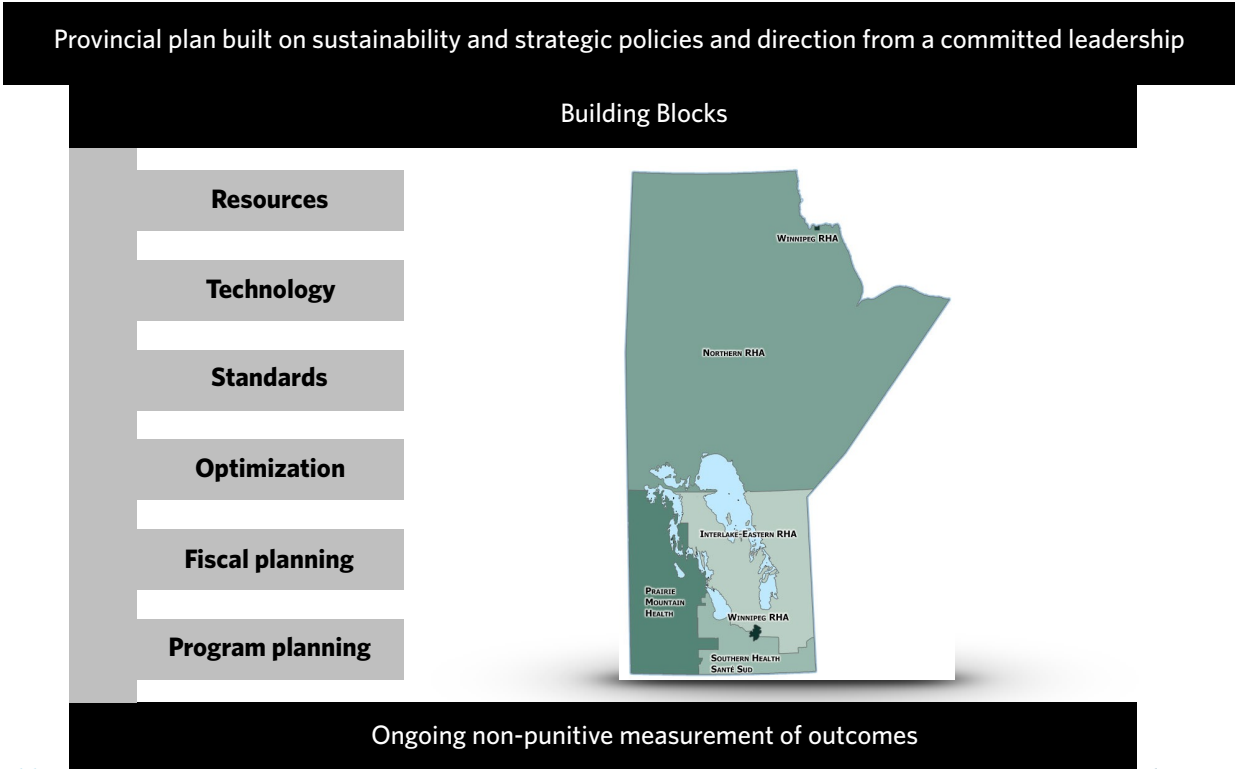 Provincial plan built on sustainability and strategic policies and direction from a committed leadership
Building Blocks
Resources
Technology
Standards
Optimization
Fiscal planning
Program planning
Winnipeg RHA
Northern RHA
Interlake-Eastern RHA
Prairie
Mountain
Health
Winnipeg RHA
Southern Health
Santé Sud
Ongoing non-punitive measurement of outcomes